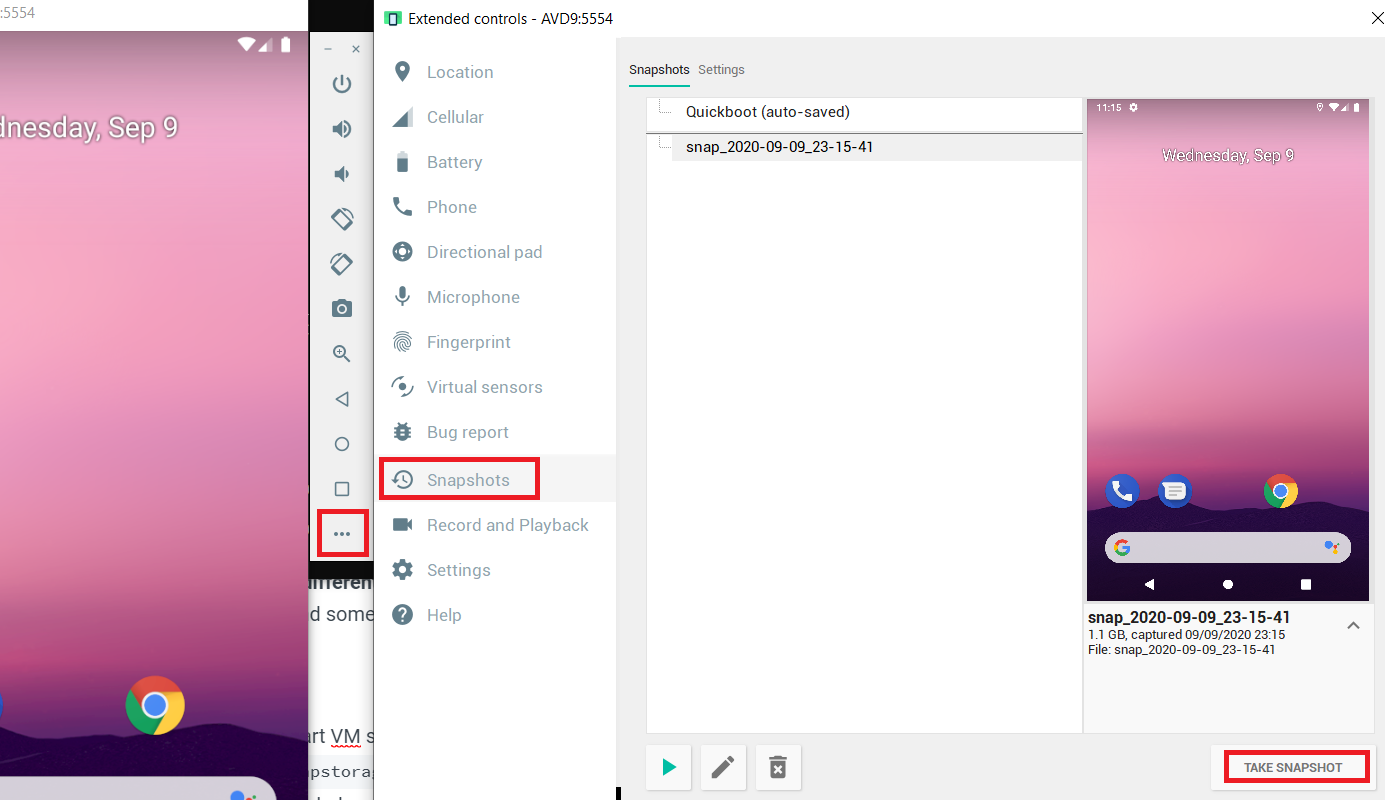 :5554
Extended controls - AVD9:5554
dnesday, Sep 9
Location
Cellular
Battery
Phone
Directional pad
Microphone
Fingerprint
Virtual sensors
Bug report
Snapshots
Record and Playback
Settings
Help
ifferen
d some
art VM s
pstorag
Snapshots Settings
Quickboot (auto-saved)
snap_2020-09-09_23-15-41
11:15
Wednesday, Sep 9
snap_2020-09-09_23-15-41
1.1 GB, captured 09/09/2020 23:15
File: snap_2020-09-09_23-15-41
TAKE SNAPSHOT